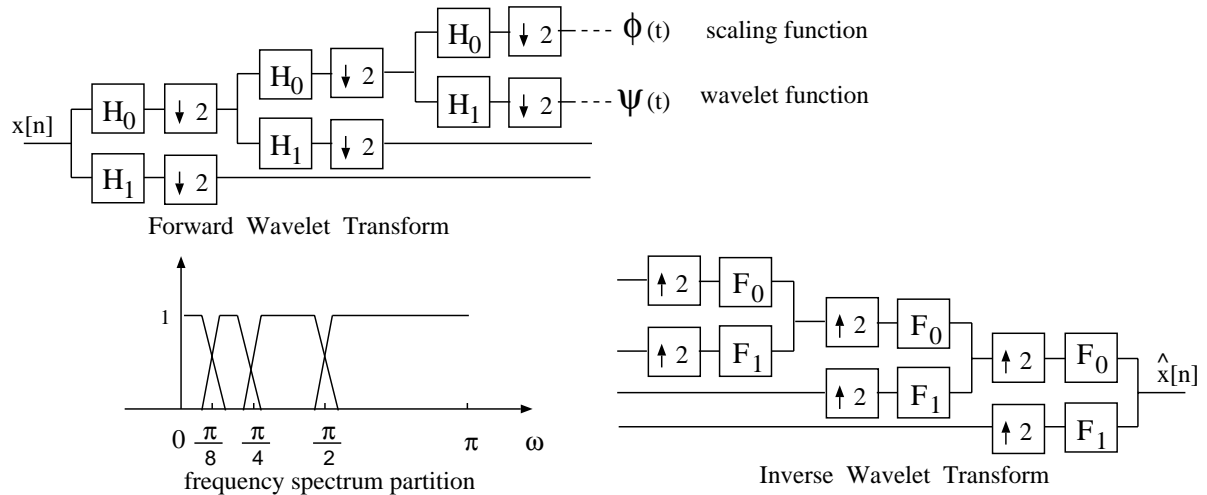 H0 ↓ 2 ϕ (t) scaling function
H0 ↓ 2
H0 ↓ 2 H1 ↓ 2 ψ (t) wavelet function
x[n]
H1 ↓ 2
H1 ↓ 2
Forward Wavelet Transform
1
0 π/8 π/4 π/2 π ω
frequency spectrum partition
↑ 2 F0
↑ 2 F0
↑ 2 F1
↑ 2 F0
x̂[n]
↑ 2 F1
↑ 2 F1
Inverse Wavelet Transform